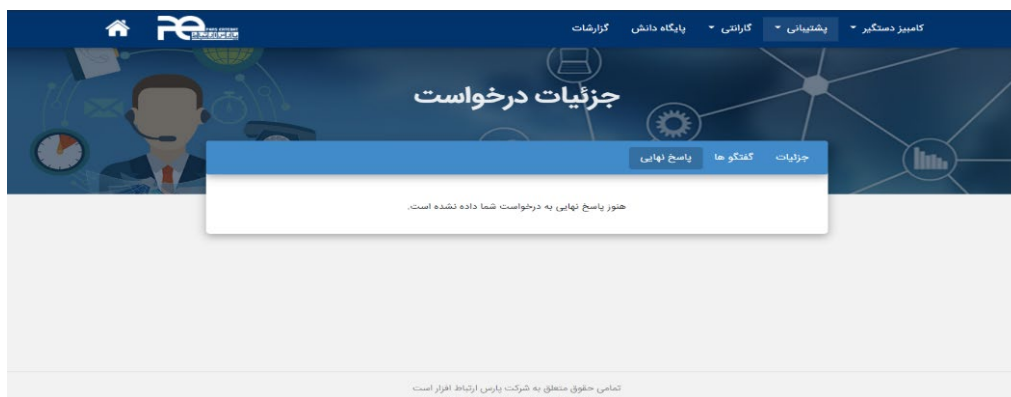 کامبیز دستگیر پشتیبانی گارانتی پایگاه دانش گزارشات
جزئیات درخواست
جزئیات گفتگو ها پاسخ نهایی
هنوز پاسخ نهایی به درخواست شما داده نشده است.
تمامی حقوق متعلق به شرکت پارس ارتباط افزار است